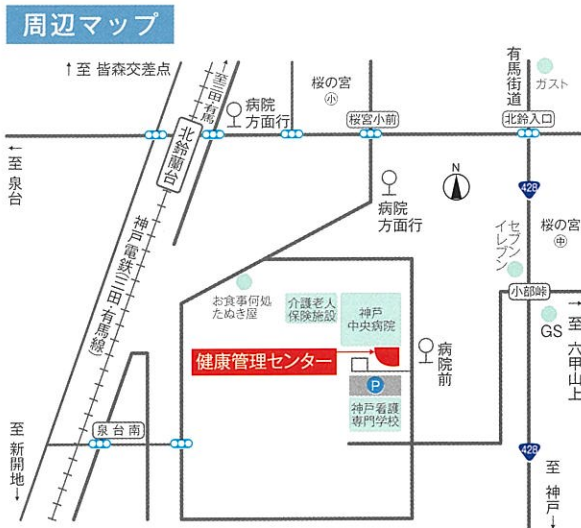 周辺マップ
↑至 皆森交差点
←至三田・有馬
病院
方面行
桜の宮
小
桜宮小前
有馬街道
ガスト
北鈴入口
北鈴蘭台
←至 泉台
神戸電鉄(三田・有馬線)
病院
方面行
N
428
セブン
イレブン
桜の宮
中
小部峠
GS
至 六甲山上→
お食事何処
たぬき屋
介護老人
保険施設
神戸
中央病院
健康管理センター
病院前
P
神戸看護
専門学校
泉台南
至 新開地→
428
至 神戸→